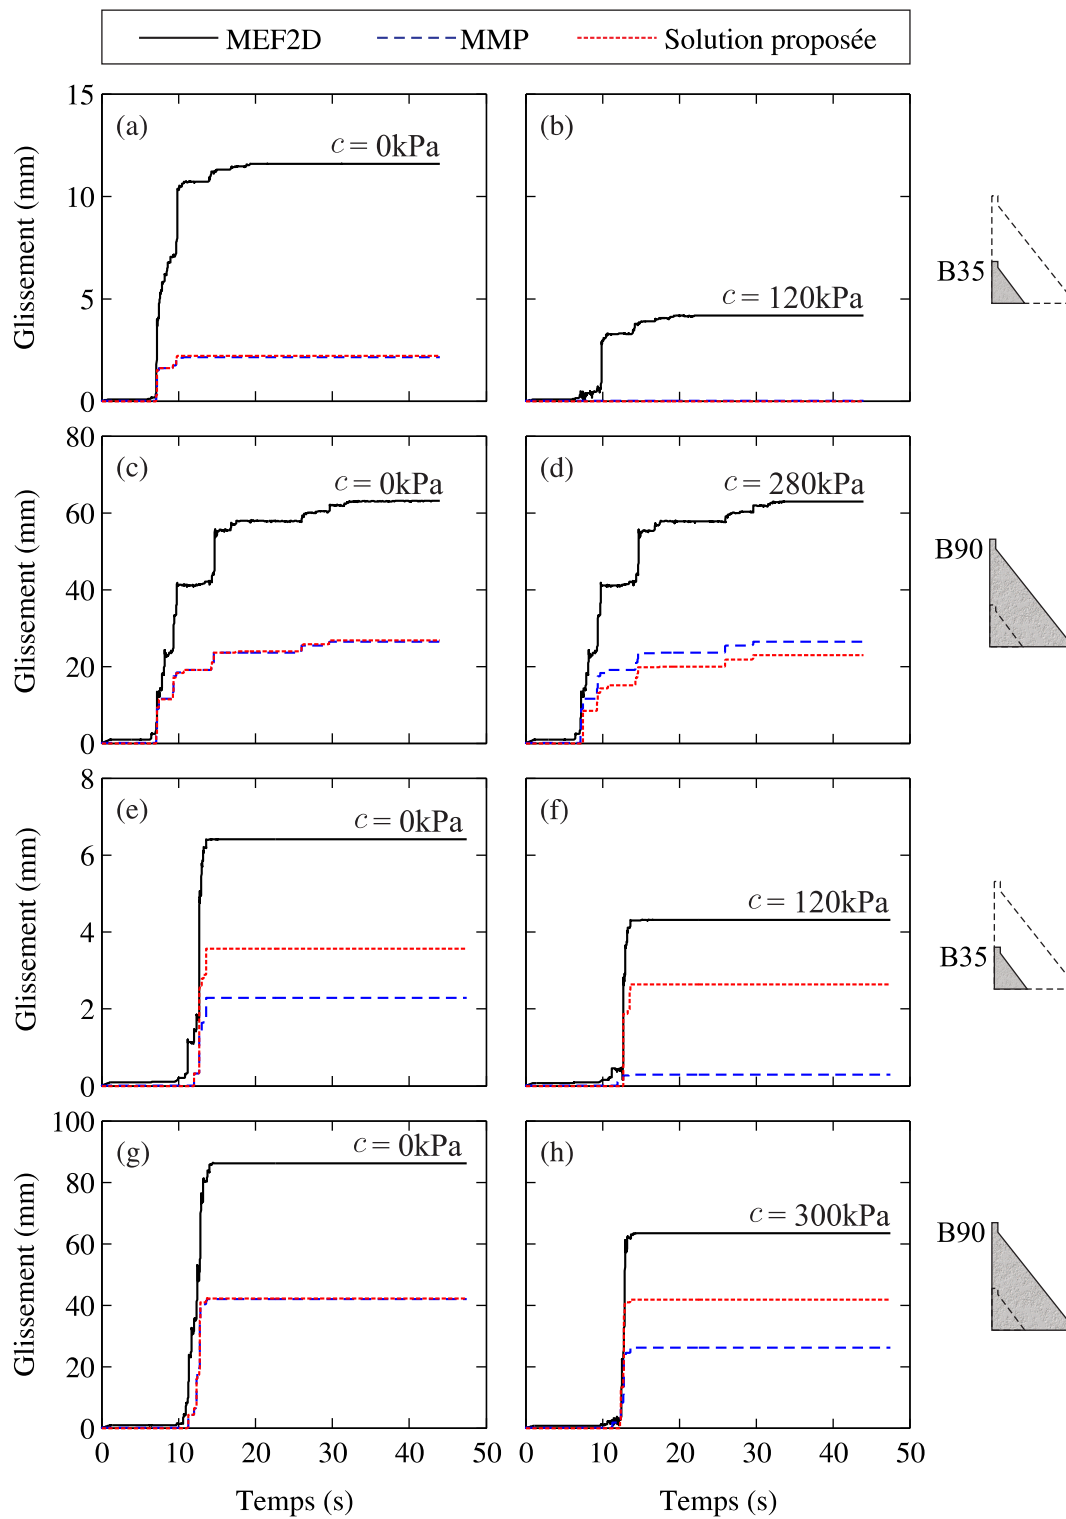 MEF2D MMP Solution proposée
15 10 5 0
Glissement (mm)
(a) c = 0kPa
(b) c = 120kPa
B35
80 60 40 20 0
Glissement (mm)
(c) c = 0kPa
(d) c = 280kPa
B90
8 6 4 2 0
Glissement (mm)
(e) c = 0kPa
(f) c = 120kPa
B35
100 80 60 40 20 0
Glissement (mm)
(g) c = 0kPa
(h) c = 300kPa
B90
0 10 20 30 40 50 0 10 20 30 40 50
Temps (s) Temps (s)